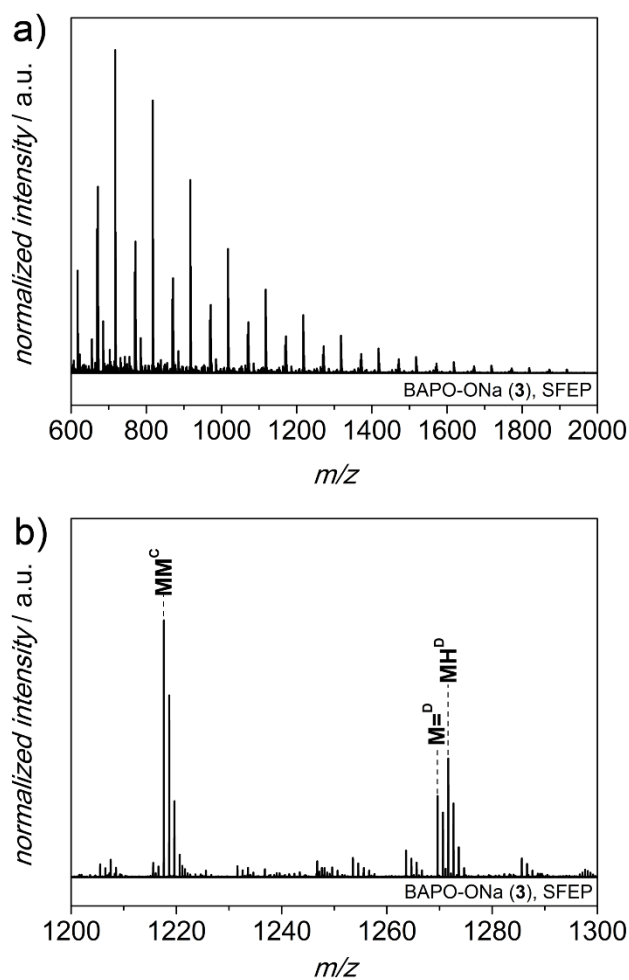 a)
normalized intensity / a.u.
BAPO-ONa (3), SFEP
600 800 1000 1200 1400 1600 1800 2000
m/z
b)
normalized intensity / a.u.
MMᶜ
M=ᴰ
MHᴰ
BAPO-ONa (3), SFEP
1200 1220 1240 1260 1280 1300
m/z